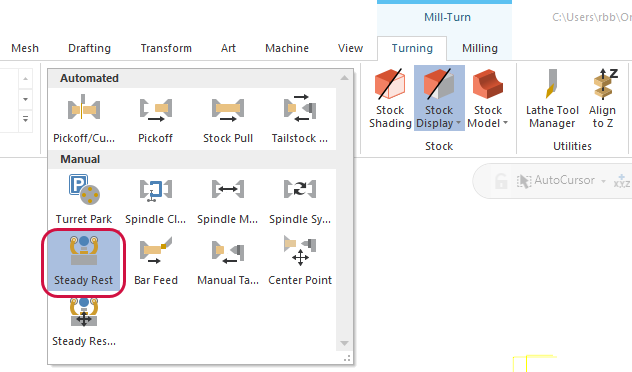 Mill-Turn
C:\Users\rbb\On
Mesh Drafting Transform Art Machine View Turning Milling
Automated
Pickoff/Cu... Pickoff Stock Pull Tailstock ...
Manual
P
Turret Park Spindle Cl... Spindle M... Spindle Sy...
Steady Rest Bar Feed Manual Ta... Center Point
Steady Res...
Stock Shading
Stock Display
Stock Model
Stock
Lathe Tool Manager
Z
Align to Z
Utilities
AutoCursor
XYZ